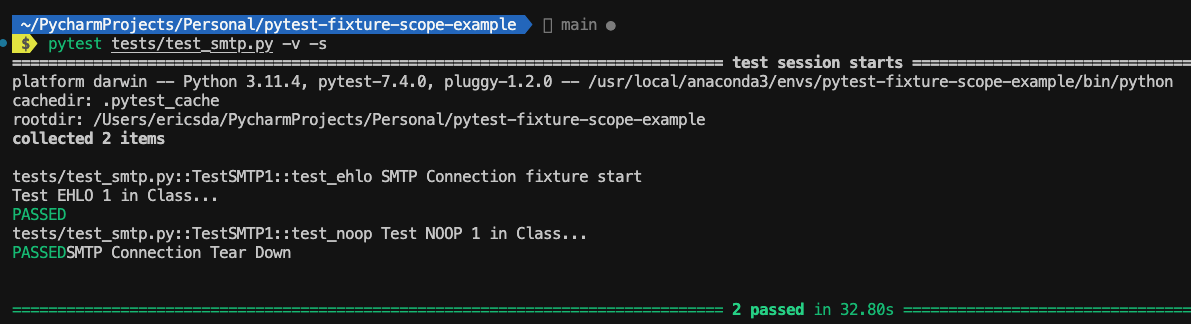 ~/PycharmProjects/Personal/pytest-fixture-scope-example main ●
$ pytest tests/test_smtp.py -v -s
=============================================================================== test session starts ===============================
platform darwin -- Python 3.11.4, pytest-7.4.0, pluggy-1.2.0 -- /usr/local/anaconda3/envs/pytest-fixture-scope-example/bin/python
cachedir: .pytest_cache
rootdir: /Users/ericsda/PycharmProjects/Personal/pytest-fixture-scope-example
collected 2 items
tests/test_smtp.py::TestSMTP1::test_ehlo SMTP Connection fixture start
Test EHLO 1 in Class...
PASSED
tests/test_smtp.py::TestSMTP1::test_noop Test NOOP 1 in Class...
PASSEDSMTP Connection Tear Down
=============================================================================== 2 passed in 32.80s ================================